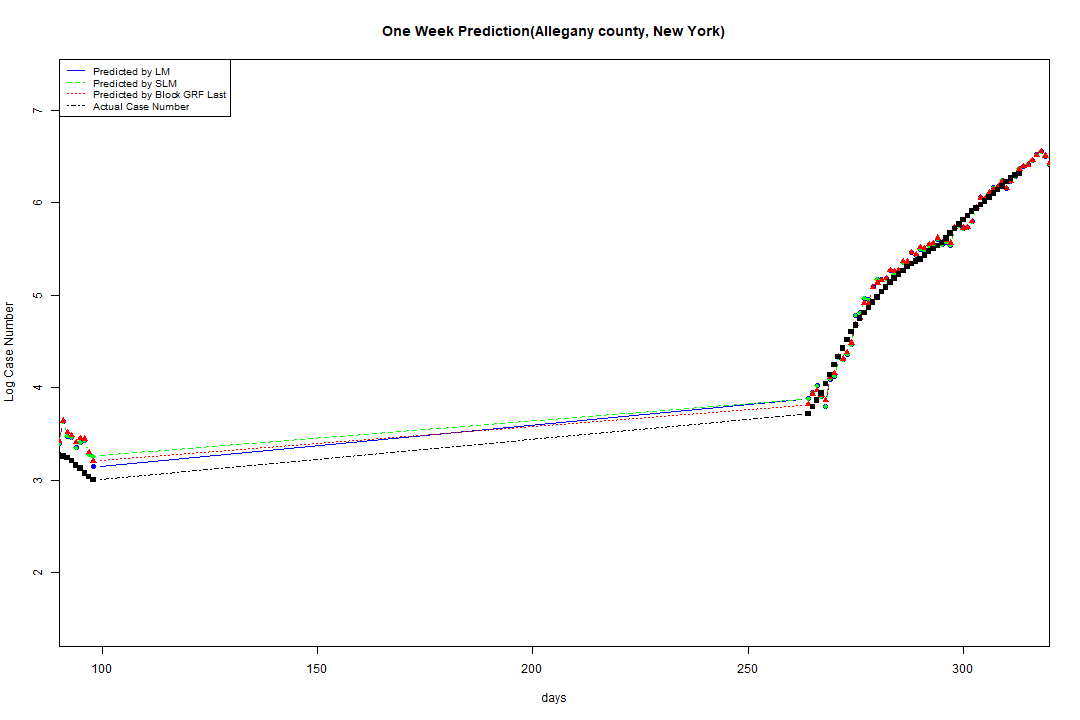 One Week Prediction(Allegany county, New York)
Predicted by LM
Predicted by SLM
Predicted by Block GRF Last
Actual Case Number
7
6
5
4
3
2
Log Case Number
100 150 200 250 300
days